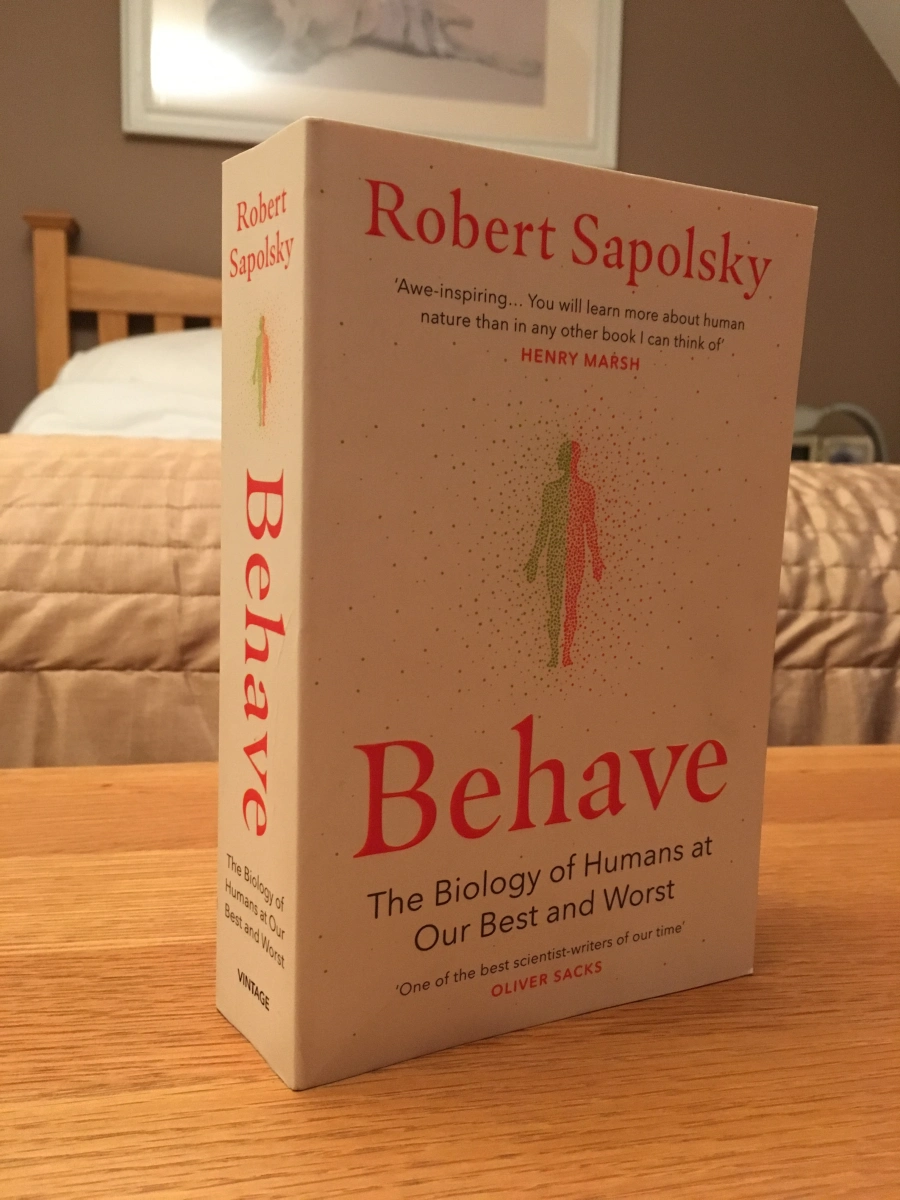 Robert
Sapolsky
Behave
The Biology of
Humans at Our
Best and Worst
VINTAGE
Robert Sapolsky
‘Awe-inspiring… You will learn more about human
nature than in any other book I can think of’
HENRY MARSH
Behave
The Biology of Humans at
Our Best and Worst
‘One of the best scientist-writers of our time’
OLIVER SACKS